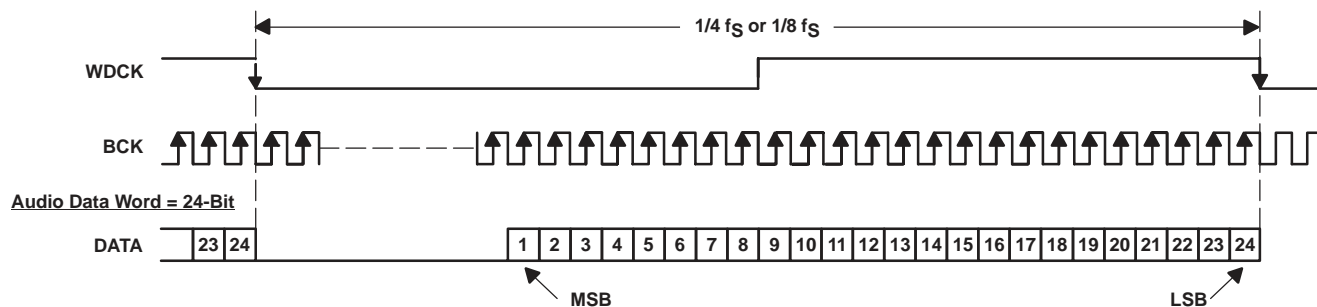 1/4 fS or 1/8 fS
WDCK
BCK
Audio Data Word = 24-Bit
DATA 23 24 1 2 3 4 5 6 7 8 9 10 11 12 13 14 15 16 17 18 19 20 21 22 23 24
MSB LSB